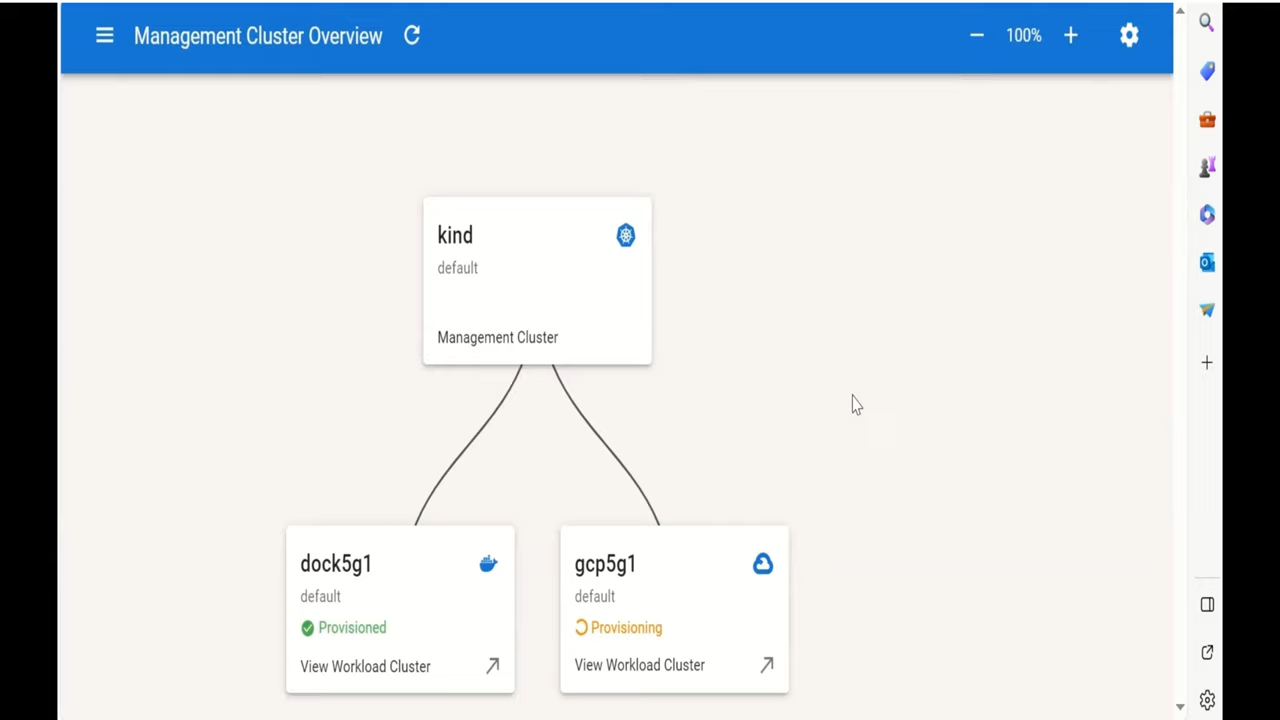 Management Cluster Overview
100%
kind
default
Management Cluster
dock5g1
default
Provisioned
View Workload Cluster
gcp5g1
default
Provisioning
View Workload Cluster